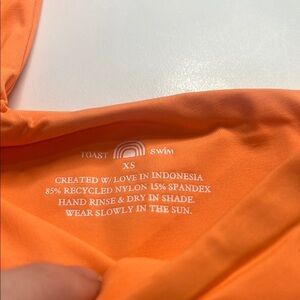 TOAST SWIM
XS
CREATED W/ LOVE IN INDONESIA
85% RECYCLED NYLON 15% SPANDEX
HAND RINSE & DRY IN SHADE.
WEAR SLOWLY IN THE SUN.